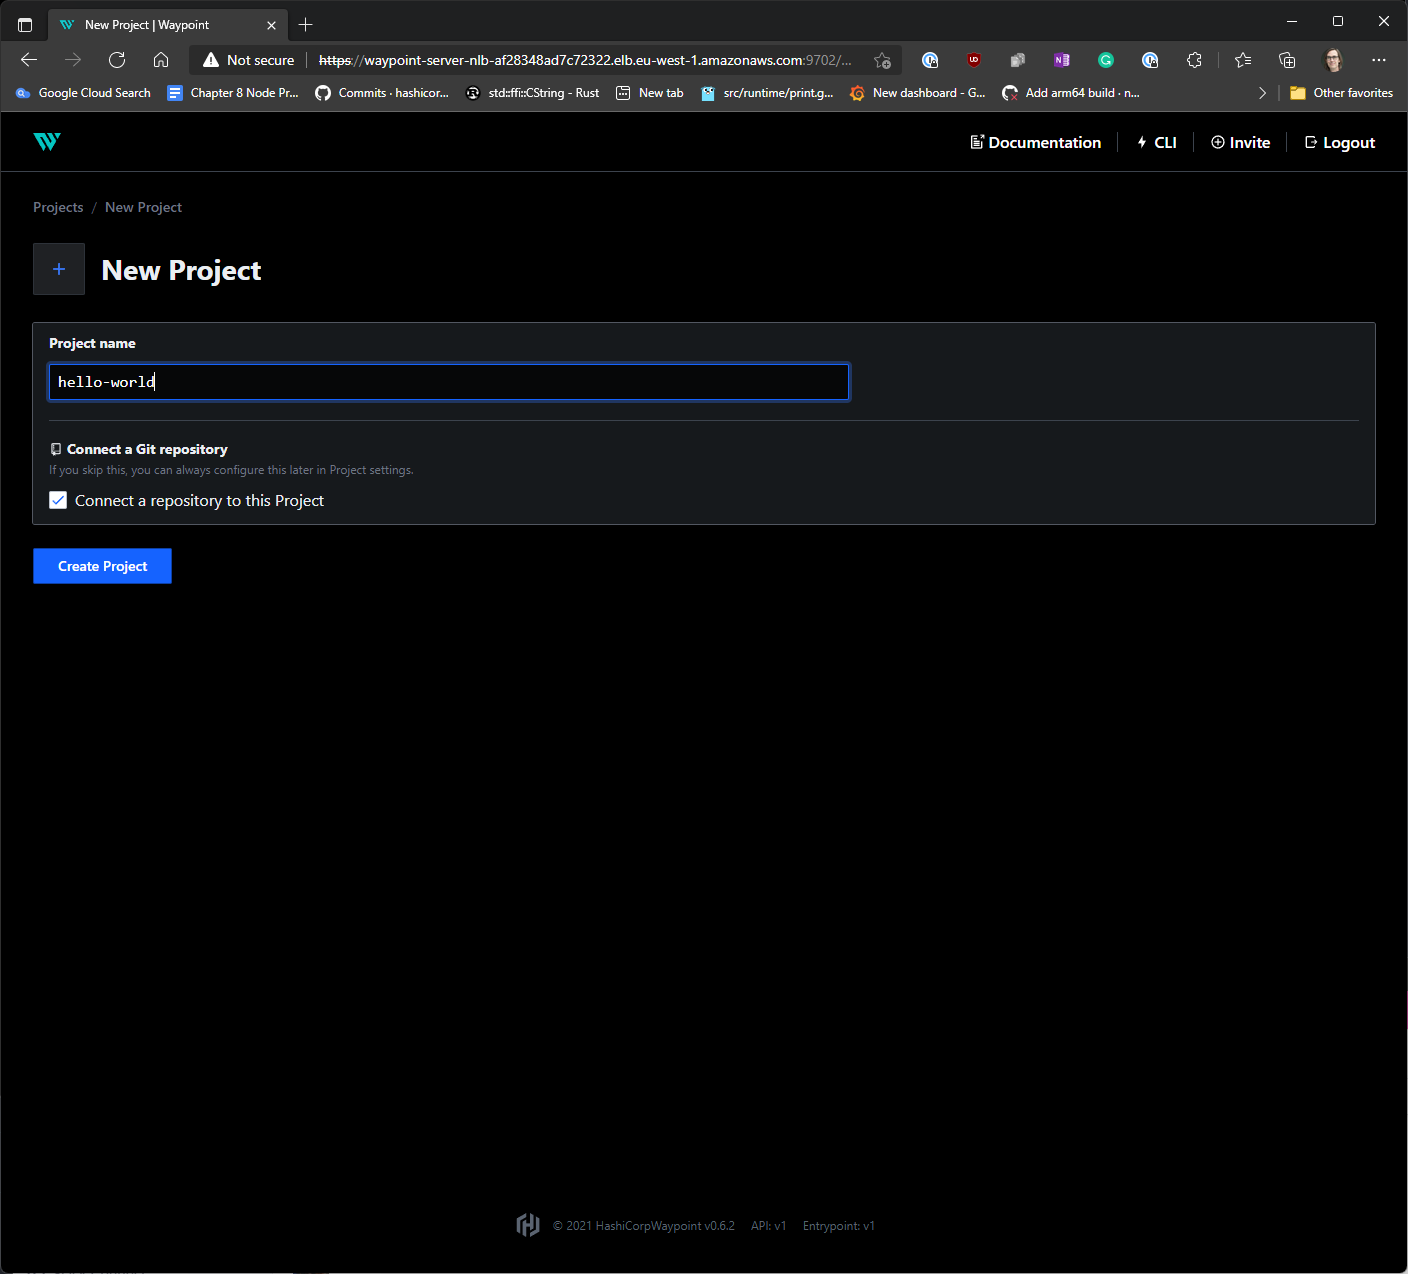 New Project | Waypoint
Not secure
https://waypoint-server-nlb-af28348ad7c72322.elb.eu-west-1.amazonaws.com:9702/...
Google Cloud Search
Chapter 8 Node Pr...
Commits · hashicor...
std::ffi::CString - Rust
New tab
src/runtime/print.g...
New dashboard - G...
Add arm64 build · n...
Other favorites
Documentation
CLI
Invite
Logout
Projects / New Project
+ New Project
Project name
hello-world
Connect a Git repository
If you skip this, you can always configure this later in Project settings.
Connect a repository to this Project
Create Project
© 2021 HashiCorpWaypoint v0.6.2 API: v1 Entrypoint: v1